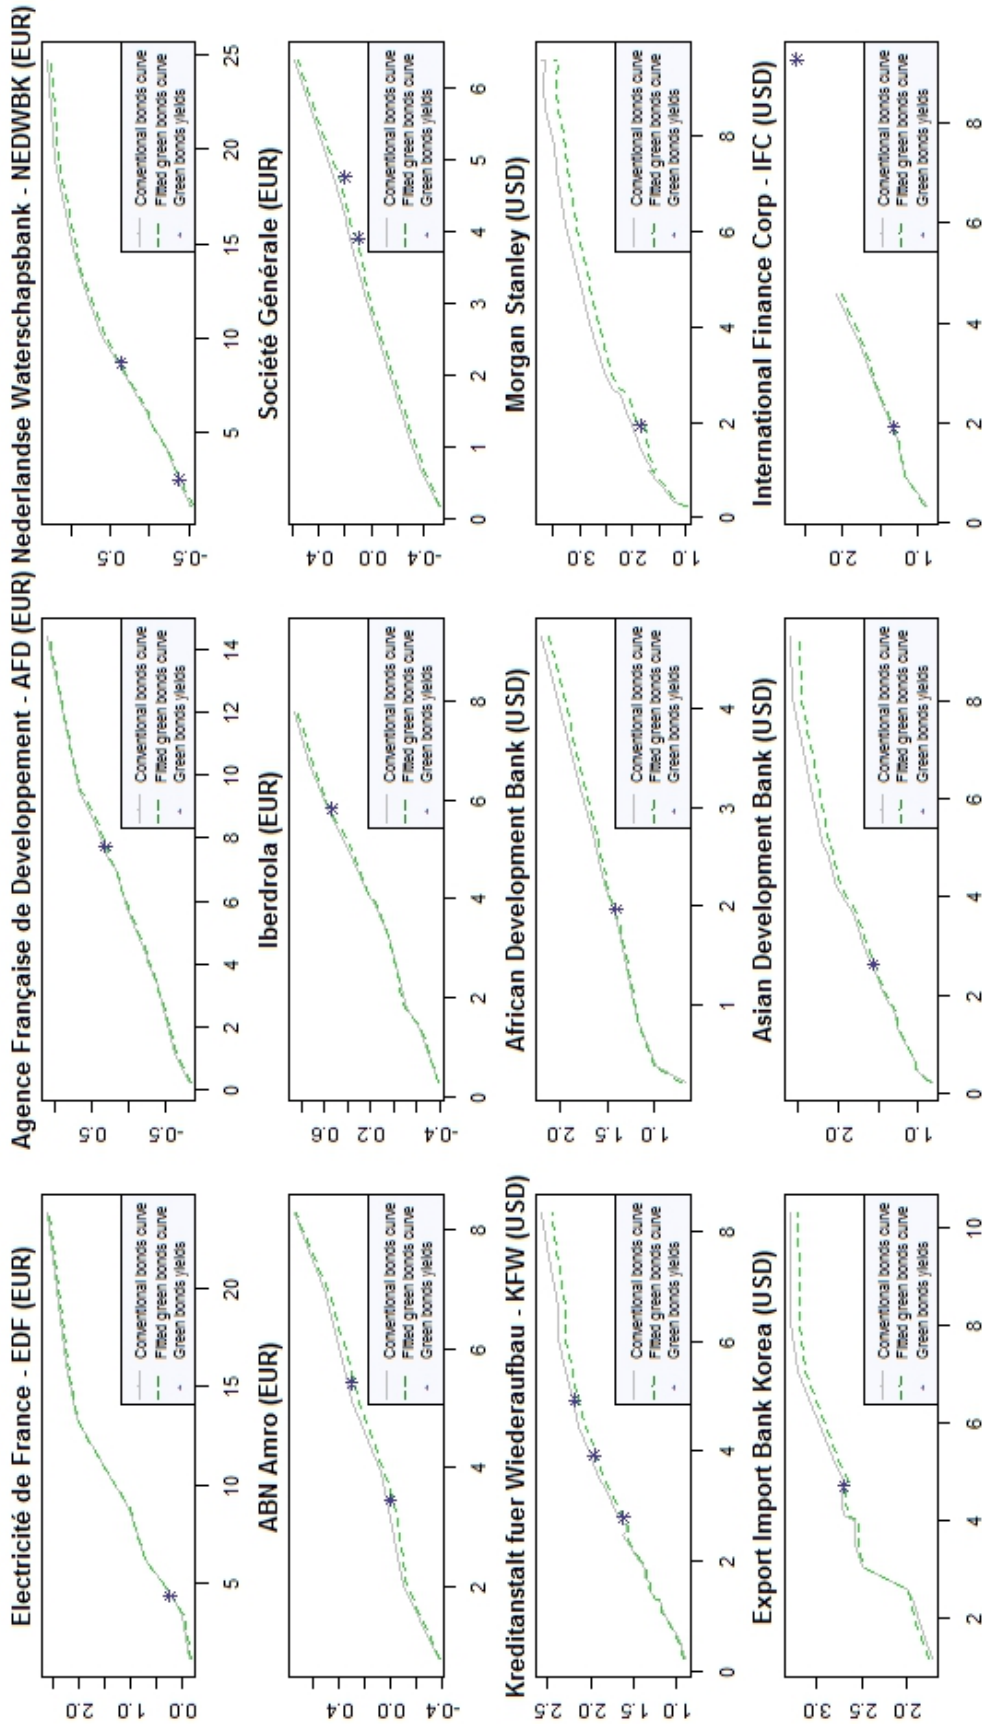 Electricité de France - EDF (EUR)
2.0
1.0
0.0
Conventional bonds curve
Fitted green bonds curve
Green bonds yields
5 10 15 20
Agence Française de Developpement - AFD (EUR)
0.5
-0.5
Conventional bonds curve
Fitted green bonds curve
Green bonds yields
0 2 4 6 8 10 12 14
Nederlandse Waterschapsbank - NEDWBK (EUR)
0.5
-0.5
Conventional bonds curve
Fitted green bonds curve
Green bonds yields
5 10 15 20 25
ABN Amro (EUR)
0.4
0.0
-0.4
Conventional bonds curve
Fitted green bonds curve
Green bonds yields
2 4 6 8
Iberdrola (EUR)
0.6
0.2
-0.4
Conventional bonds curve
Fitted green bonds curve
Green bonds yields
0 2 4 6 8
Société Générale (EUR)
0.4
0.0
-0.4
Conventional bonds curve
Fitted green bonds curve
Green bonds yields
0 1 2 3 4 5 6
Kreditanstalt fuer Wiederaufbau - KFW (USD)
2.5
2.0
1.5
1.0
Conventional bonds curve
Fitted green bonds curve
Green bonds yields
0 2 4 6 8
African Development Bank (USD)
2.0
1.5
1.0
Conventional bonds curve
Fitted green bonds curve
Green bonds yields
1 2 3 4
Morgan Stanley (USD)
3.0
2.0
1.0
Conventional bonds curve
Fitted green bonds curve
Green bonds yields
0 2 4 6 8
Export Import Bank Korea (USD)
3.0
2.5
2.0
Conventional bonds curve
Fitted green bonds curve
Green bonds yields
2 4 6 8 10
Asian Development Bank (USD)
2.0
1.0
Conventional bonds curve
Fitted green bonds curve
Green bonds yields
0 2 4 6 8
International Finance Corp - IFC (USD)
2.0
1.0
Conventional bonds curve
Fitted green bonds curve
Green bonds yields
0 2 4 6 8